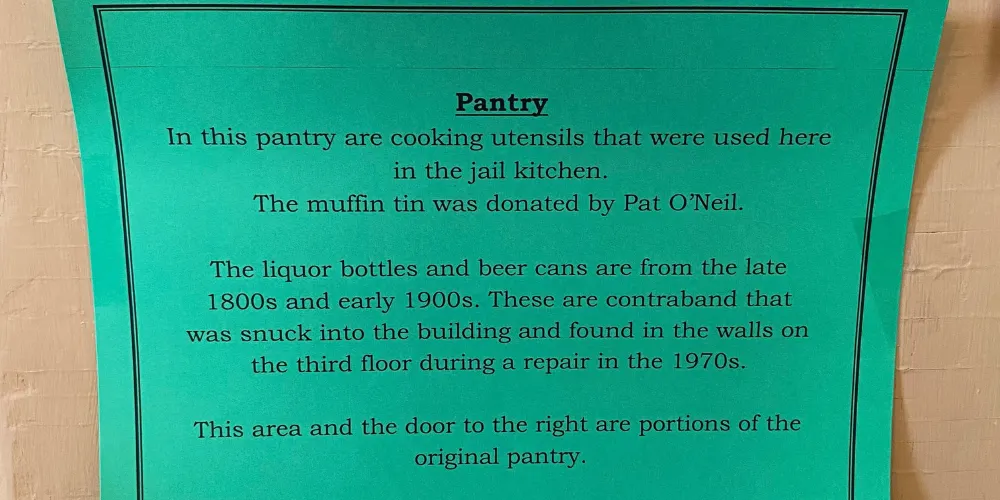 Pantry
In this pantry are cooking utensils that were used here
in the jail kitchen.
The muffin tin was donated by Pat O’Neil.
The liquor bottles and beer cans are from the late
1800s and early 1900s. These are contraband that
was snuck into the building and found in the walls on
the third floor during a repair in the 1970s.
This area and the door to the right are portions of the
original pantry.